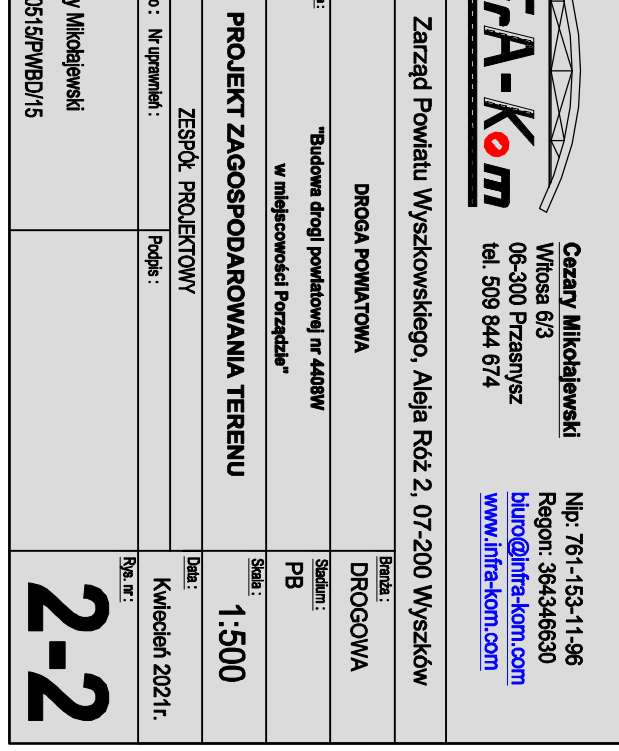 frA-Kom
Cezary Mikołajewski
Witosa 6/3
06-300 Przasnysz
tel. 509 844 674
Nip: 761-153-11-96
Regon: 364346630
biuro@infra-kom.com
www.infra-kom.com
Zarząd Powiatu Wyszkowskiego, Aleja Róż 2, 07-200 Wyszków
DROGA POWIATOWA
Branża :
DROGOWA
"Budowa drogi powiatowej nr 4408W
w miejscowości Porządzie"
Stadium :
PB
PROJEKT ZAGOSPODAROWANIA TERENU
Skala :
1:500
ZESPÓŁ PROJEKTOWY
Data :
Kwiecień 2021r.
Nr uprawnień :
Podpis :
Rys. nr :
2-2
y Mikołajewski
0515/PWBD/15